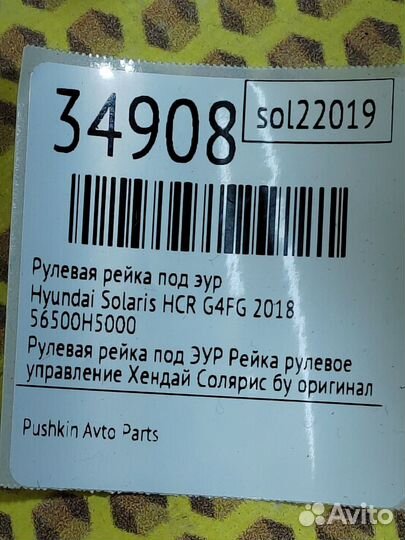 34908
sol22019
Рулевая рейка под эур
Hyundai Solaris HCR G4FG 2018
56500H5000
Рулевая рейка под ЭУР Рейка рулевое
управление Хендай Солярис бу оригинал
Pushkin Avto Parts
Avito